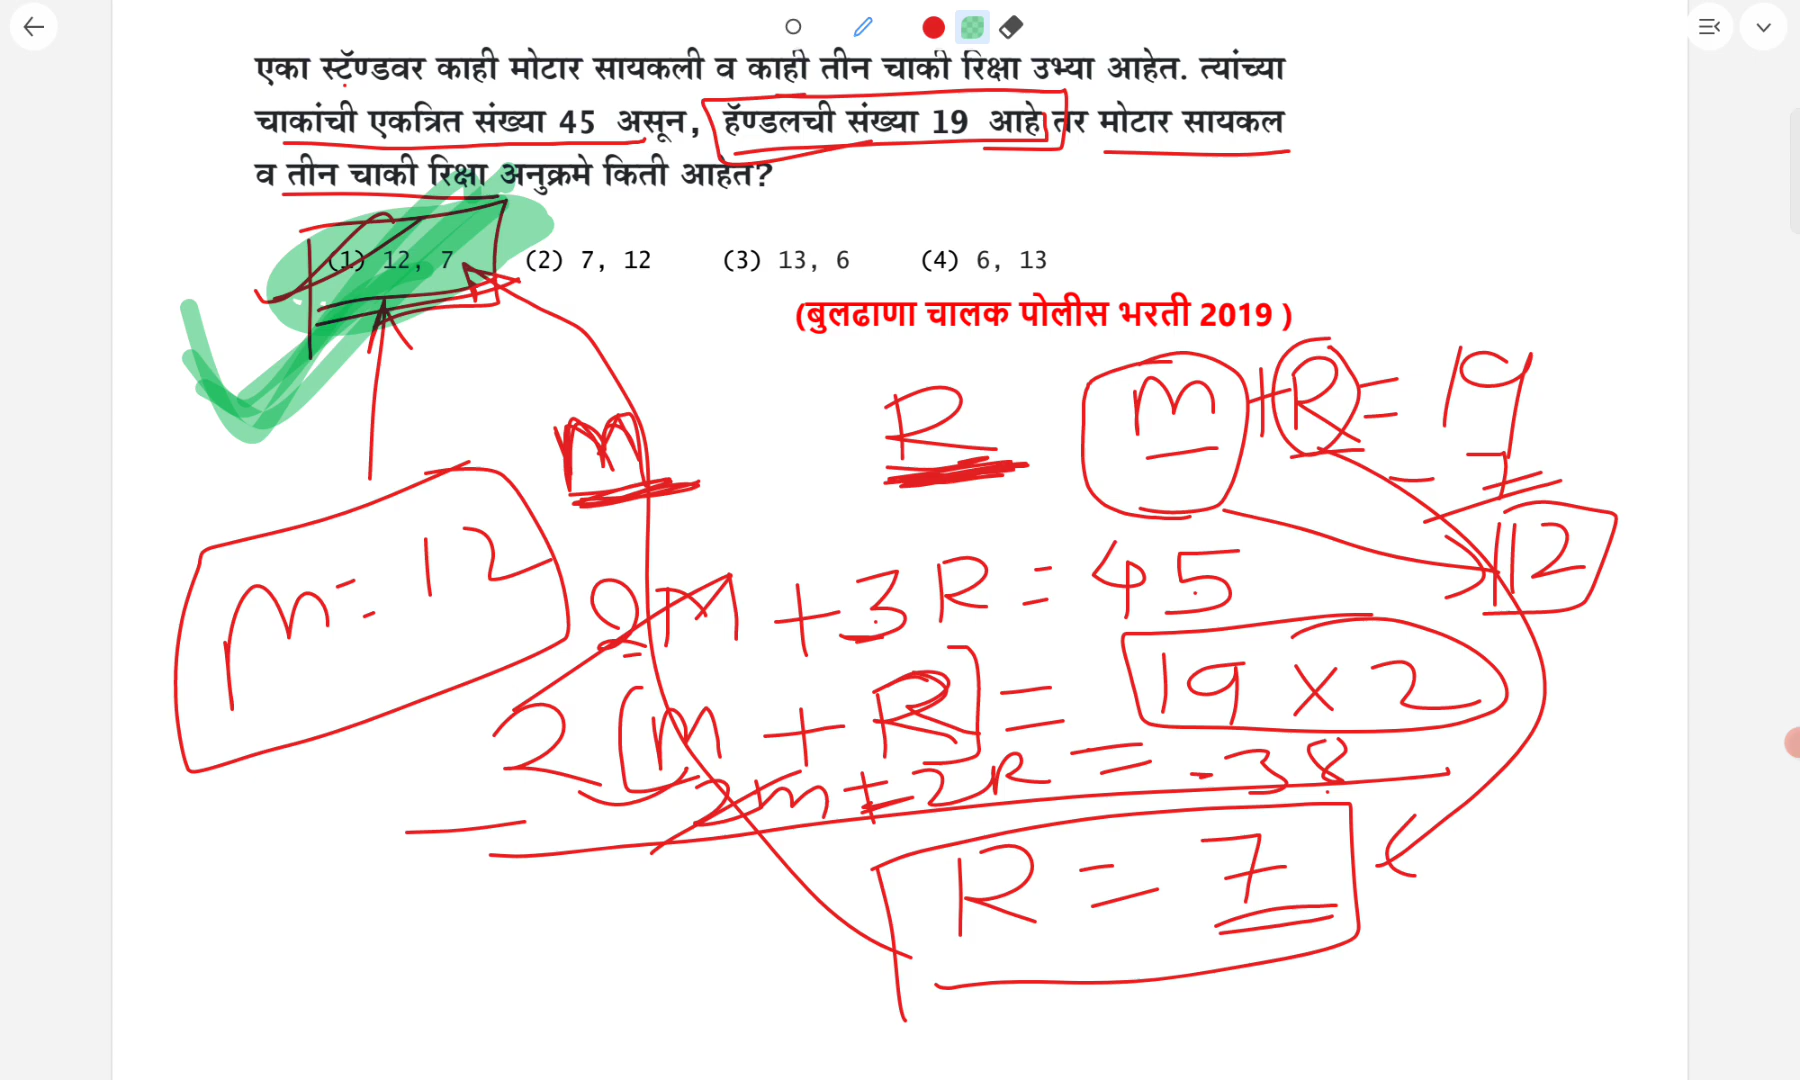 एका स्टॅण्डवर काही मोटार सायकली व काही तीन चाकी रिक्षा उभ्या आहेत. त्यांच्या
चाकांची एकत्रित संख्या 45 असून, हॅण्डलची संख्या 19 आहे तर मोटार सायकल
व तीन चाकी रिक्षा अनुक्रमे किती आहेत?
(1) 12, 7 (2) 7, 12 (3) 13, 6 (4) 6, 13
(बुलढाणा चालक पोलीस भरती 2019 )
m R m + R = 19
- 7
12
m = 12
2M + 3R = 45
2[m + R] = 19 × 2
2m + 2R = 38
R = 7